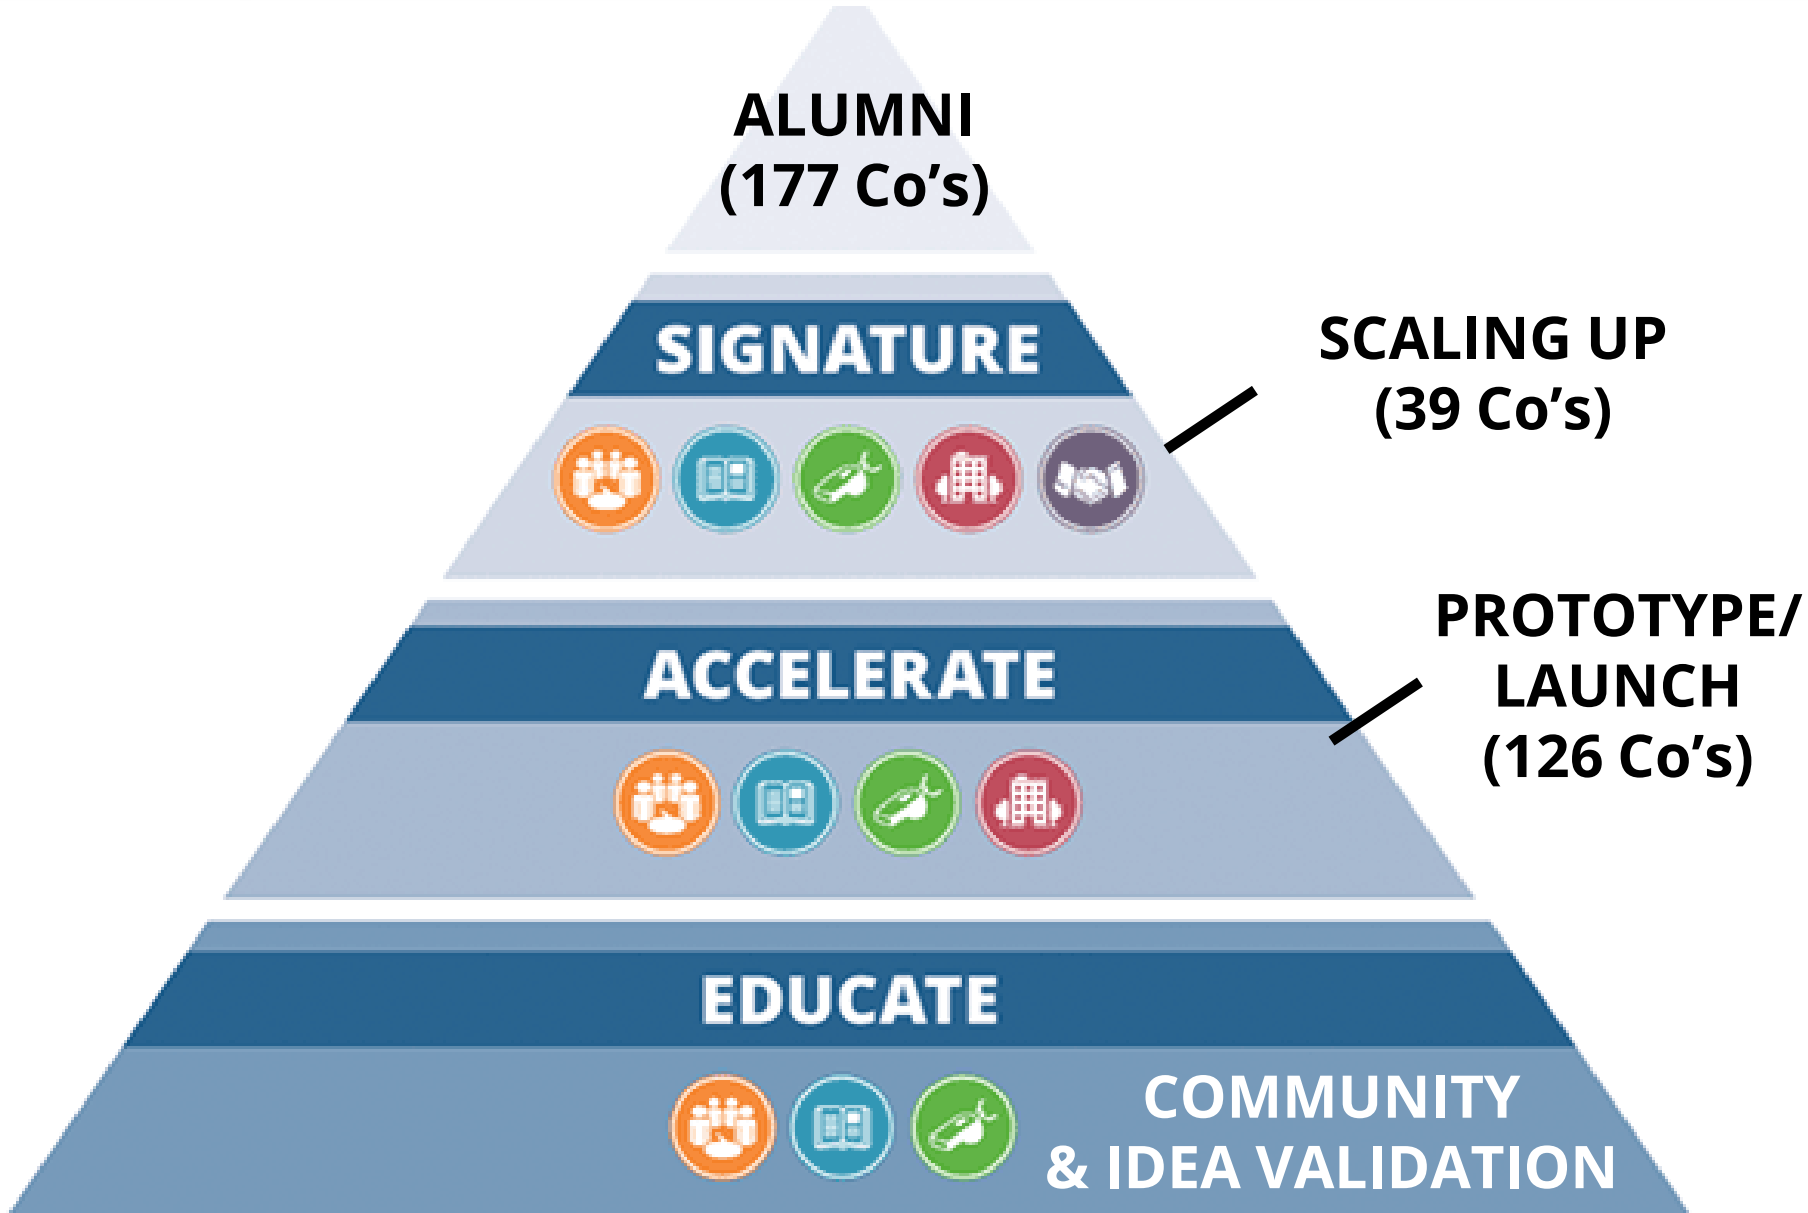 ALUMNI
(177 Co’s)
SIGNATURE
SCALING UP
(39 Co’s)
ACCELERATE
PROTOTYPE/
LAUNCH
(126 Co’s)
EDUCATE
COMMUNITY
& IDEA VALIDATION